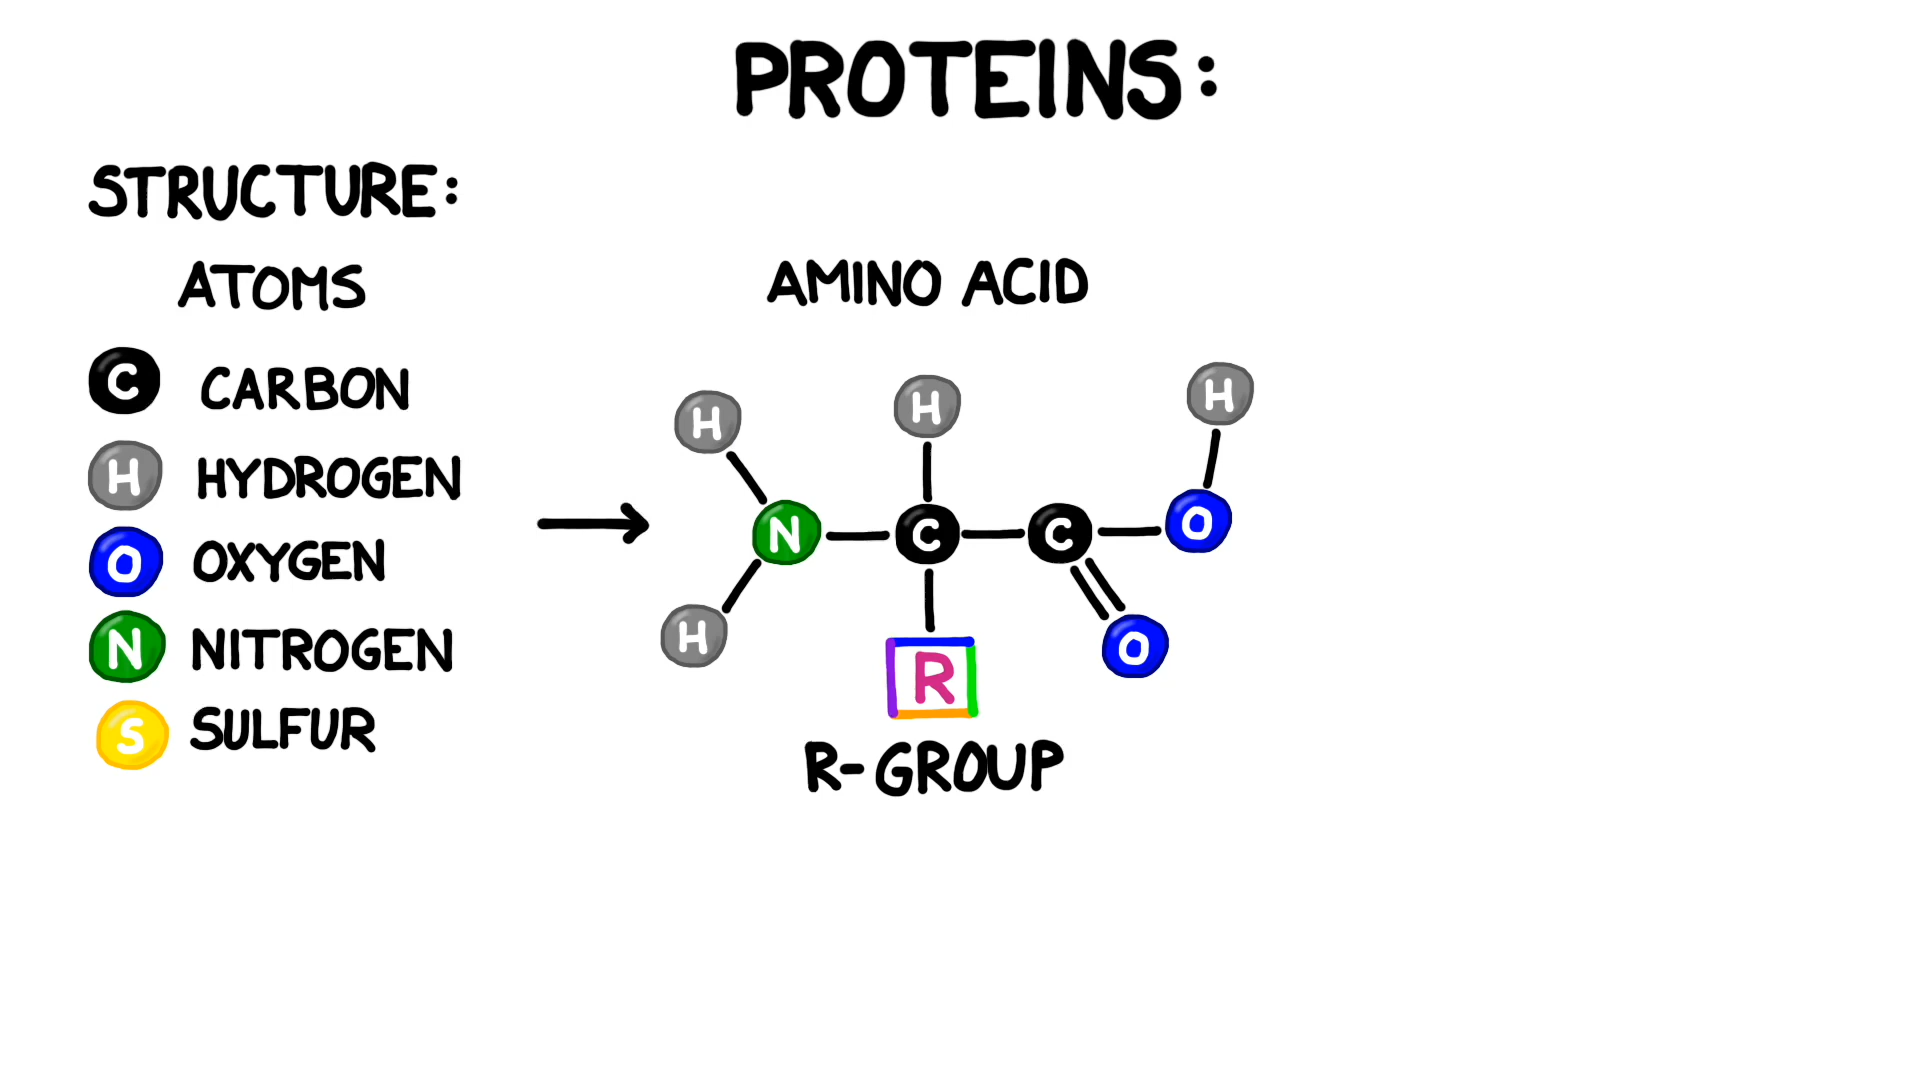 PROTEINS:
STRUCTURE:
ATOMS
C CARBON
H HYDROGEN
O OXYGEN
N NITROGEN
S SULFUR
AMINO ACID
H H H
N C C O
H R O
R-GROUP